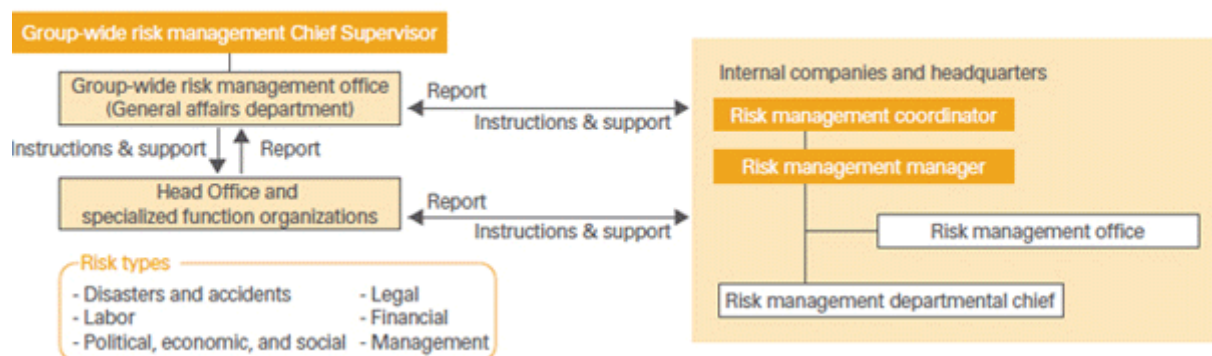 Group-wide risk management Chief Supervisor
Group-wide risk management office
(General affairs department)
Report
Instructions & support
Instructions & support
Report
Head Office and
specialized function organizations
Report
Instructions & support
Risk types
- Disasters and accidents
- Labor
- Political, economic, and social
- Legal
- Financial
- Management
Internal companies and headquarters
Risk management coordinator
Risk management manager
Risk management office
Risk management departmental chief